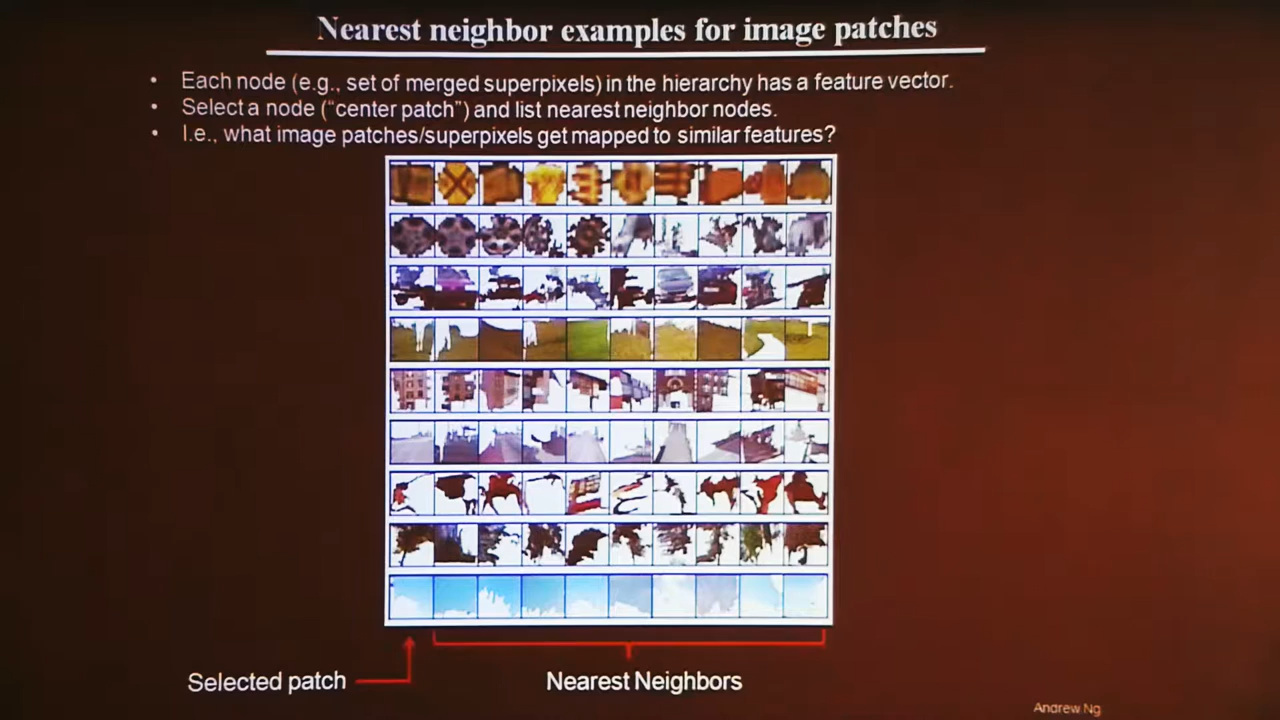 Nearest neighbor examples for image patches
• Each node (e.g., set of merged superpixels) in the hierarchy has a feature vector.
• Select a node (“center patch”) and list nearest neighbor nodes.
• I.e., what image patches/superpixels get mapped to similar features?
Selected patch
Nearest Neighbors
Andrew Ng